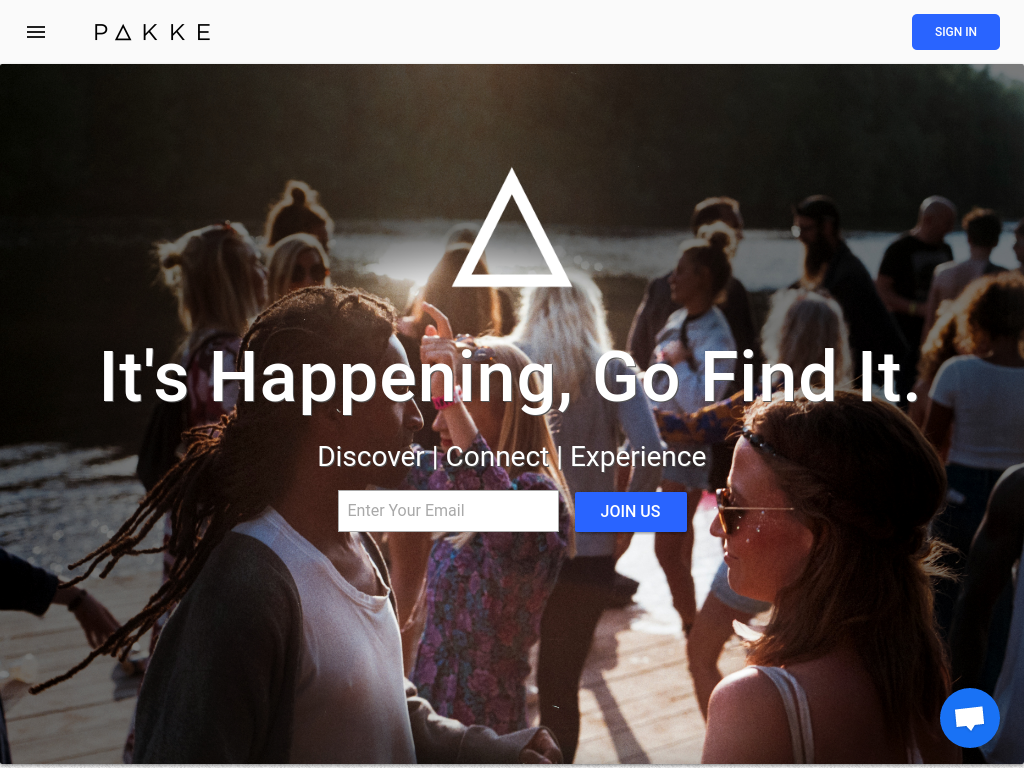 PAKKE
SIGN IN
It's Happening, Go Find It.
Discover | Connect | Experience
Enter Your Email
JOIN US